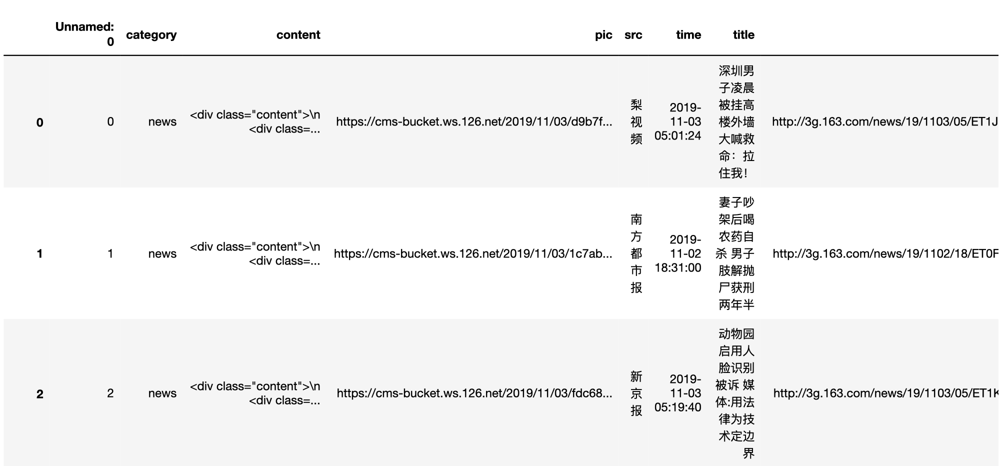 Unnamed:
0
category
content
pic
src
time
title
0
0
news
<div class="content">\n
<div class=...
https://cms-bucket.ws.126.net/2019/11/03/d9b7f...
梨
视
频
2019-
11-03
05:01:24
深圳男
子凌晨
被挂高
楼外墙
大喊救
命：拉
住我！
http://3g.163.com/news/19/1103/05/ET1J
1
1
news
<div class="content">\n
<div class=...
https://cms-bucket.ws.126.net/2019/11/03/1c7ab...
南
方
都
市
报
2019-
11-02
18:31:00
妻子吵
架后喝
农药自
杀 男子
肢解抛
尸获刑
两年半
http://3g.163.com/news/19/1102/18/ET0F
2
2
news
<div class="content">\n
<div class=...
https://cms-bucket.ws.126.net/2019/11/03/fdc68...
新
京
报
2019-
11-03
05:19:40
动物园
启用人
脸识别
被诉 媒
体:用法
律为技
术定边
界
http://3g.163.com/news/19/1103/05/ET1K